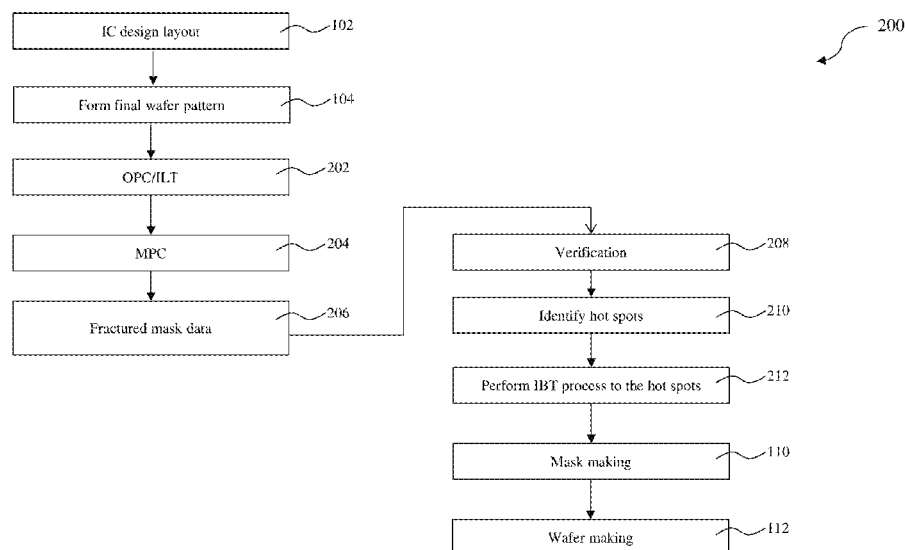 200
IC design layout
102
Form final wafer pattern
104
OPC/ILT
202
MPC
204
Fractured mask data
206
Verification
208
Identify hot spots
210
Perform IBT process to the hot spots
212
Mask making
110
Wafer making
112